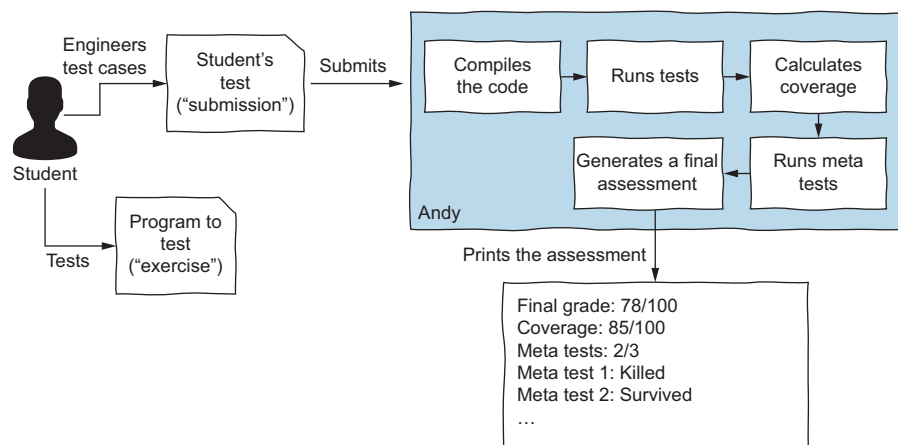 Engineers
test cases
Student's
test
("submission")
Submits
Student
Tests
Program to
test
("exercise")
Compiles
the code
Runs tests
Calculates
coverage
Runs meta
tests
Generates a final
assessment
Andy
Prints the assessment
Final grade: 78/100
Coverage: 85/100
Meta tests: 2/3
Meta test 1: Killed
Meta test 2: Survived
…